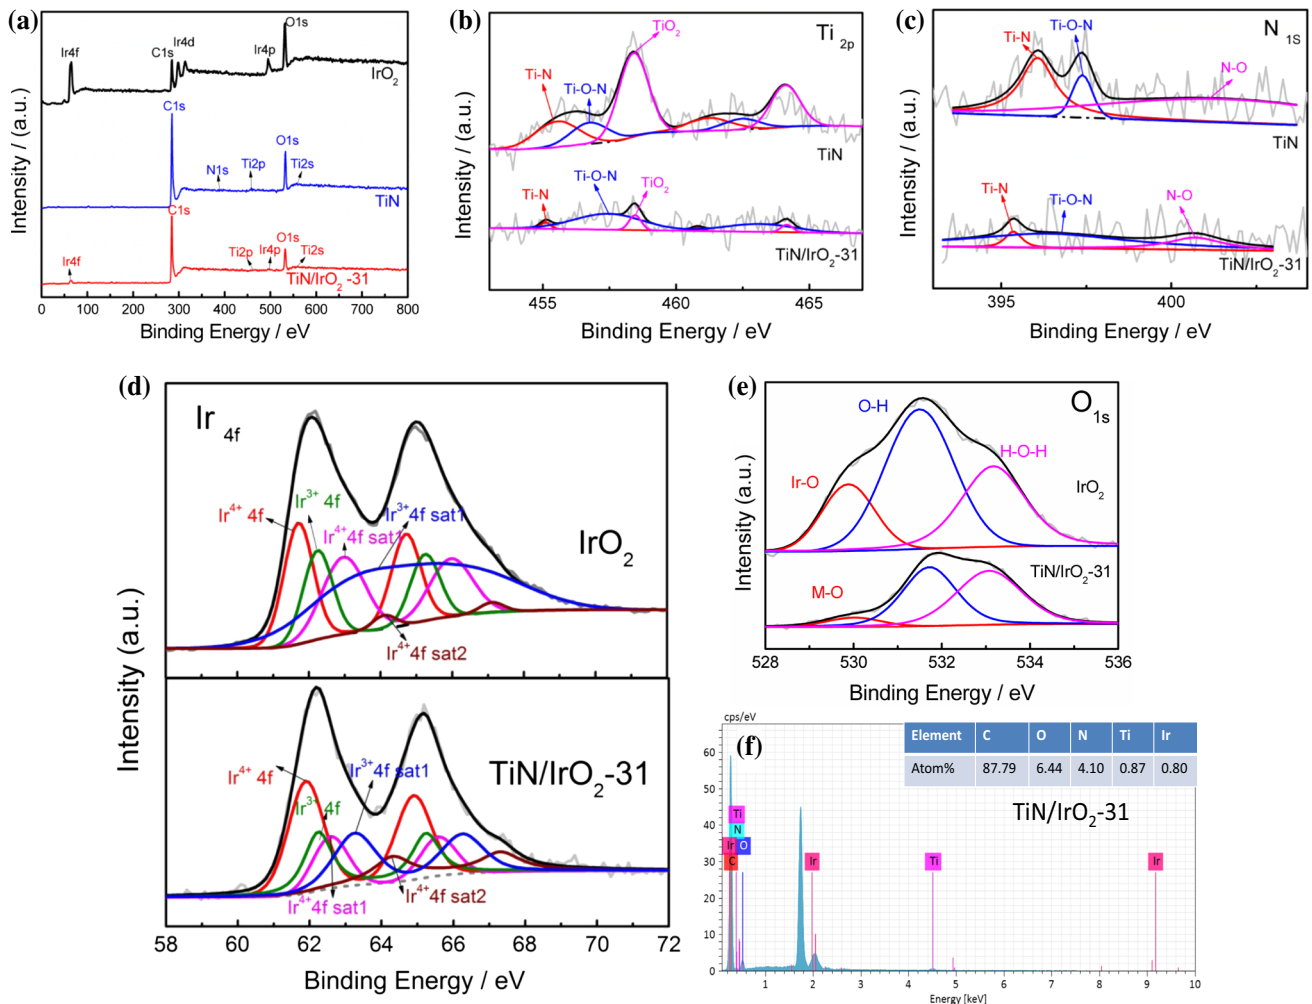 (a)
Ir4f
C1s
Ir4d
Ir4p
O1s
IrO2
C1s
N1s
Ti2p
O1s
Ti2s
TiN
C1s
Ir4f
Ti2p
Ir4p
O1s
Ti2s
TiN/IrO2-31
Intensity / (a.u.)
0 100 200 300 400 500 600 700 800
Binding Energy / eV
(b)
Ti 2p
TiO2
Ti-N
Ti-O-N
TiN
Ti-N
Ti-O-N
TiO2
TiN/IrO2-31
Intensity / (a.u.)
455 460 465
Binding Energy / eV
(c)
N 1S
Ti-N
Ti-O-N
N-O
TiN
Ti-N
Ti-O-N
N-O
TiN/IrO2-31
Intensity / (a.u.)
395 400
Binding Energy / eV
(d)
Ir 4f
Ir4+ 4f
Ir3+ 4f
Ir4+4f sat1
Ir3+4f sat1
IrO2
Ir4+4f sat2
Ir4+ 4f
Ir3+ 4f
Ir3+4f sat1
TiN/IrO2-31
Ir4+4f sat1
Ir4+4f sat2
Intensity / (a.u.)
58 60 62 64 66 68 70 72
Binding Energy / eV
(e)
O1s
O-H
Ir-O
H-O-H
IrO2
M-O
TiN/IrO2-31
Intensity / (a.u.)
528 530 532 534 536
Binding Energy / eV
cps/eV
(f)
Element C O N Ti Ir
Atom% 87.79 6.44 4.10 0.87 0.80
TiN/IrO2-31
60
50
40
30
20
10
0
Ti
N
Ir O
C
Ir
Ti
Ir
1 2 3 4 5 6 7 8 9 10
Energy [keV]